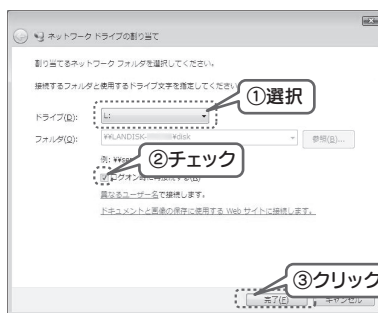 ネットワーク ドライブの割り当て
割り当てるネットワーク フォルダを選択してください。
接続するフォルダと使用するドライブ文字を指定してください
①選択
ドライブ(D): L:
フォルダ(O): ¥¥LANDISK- ¥disk 参照(B)...
例: ¥¥se
②チェック
ログオン時に再接続する(R)
異なるユーザー名で接続します。
ドキュメントと画像の保存に使用する Web サイトに接続します。
③クリック
完了(F) キャンセル